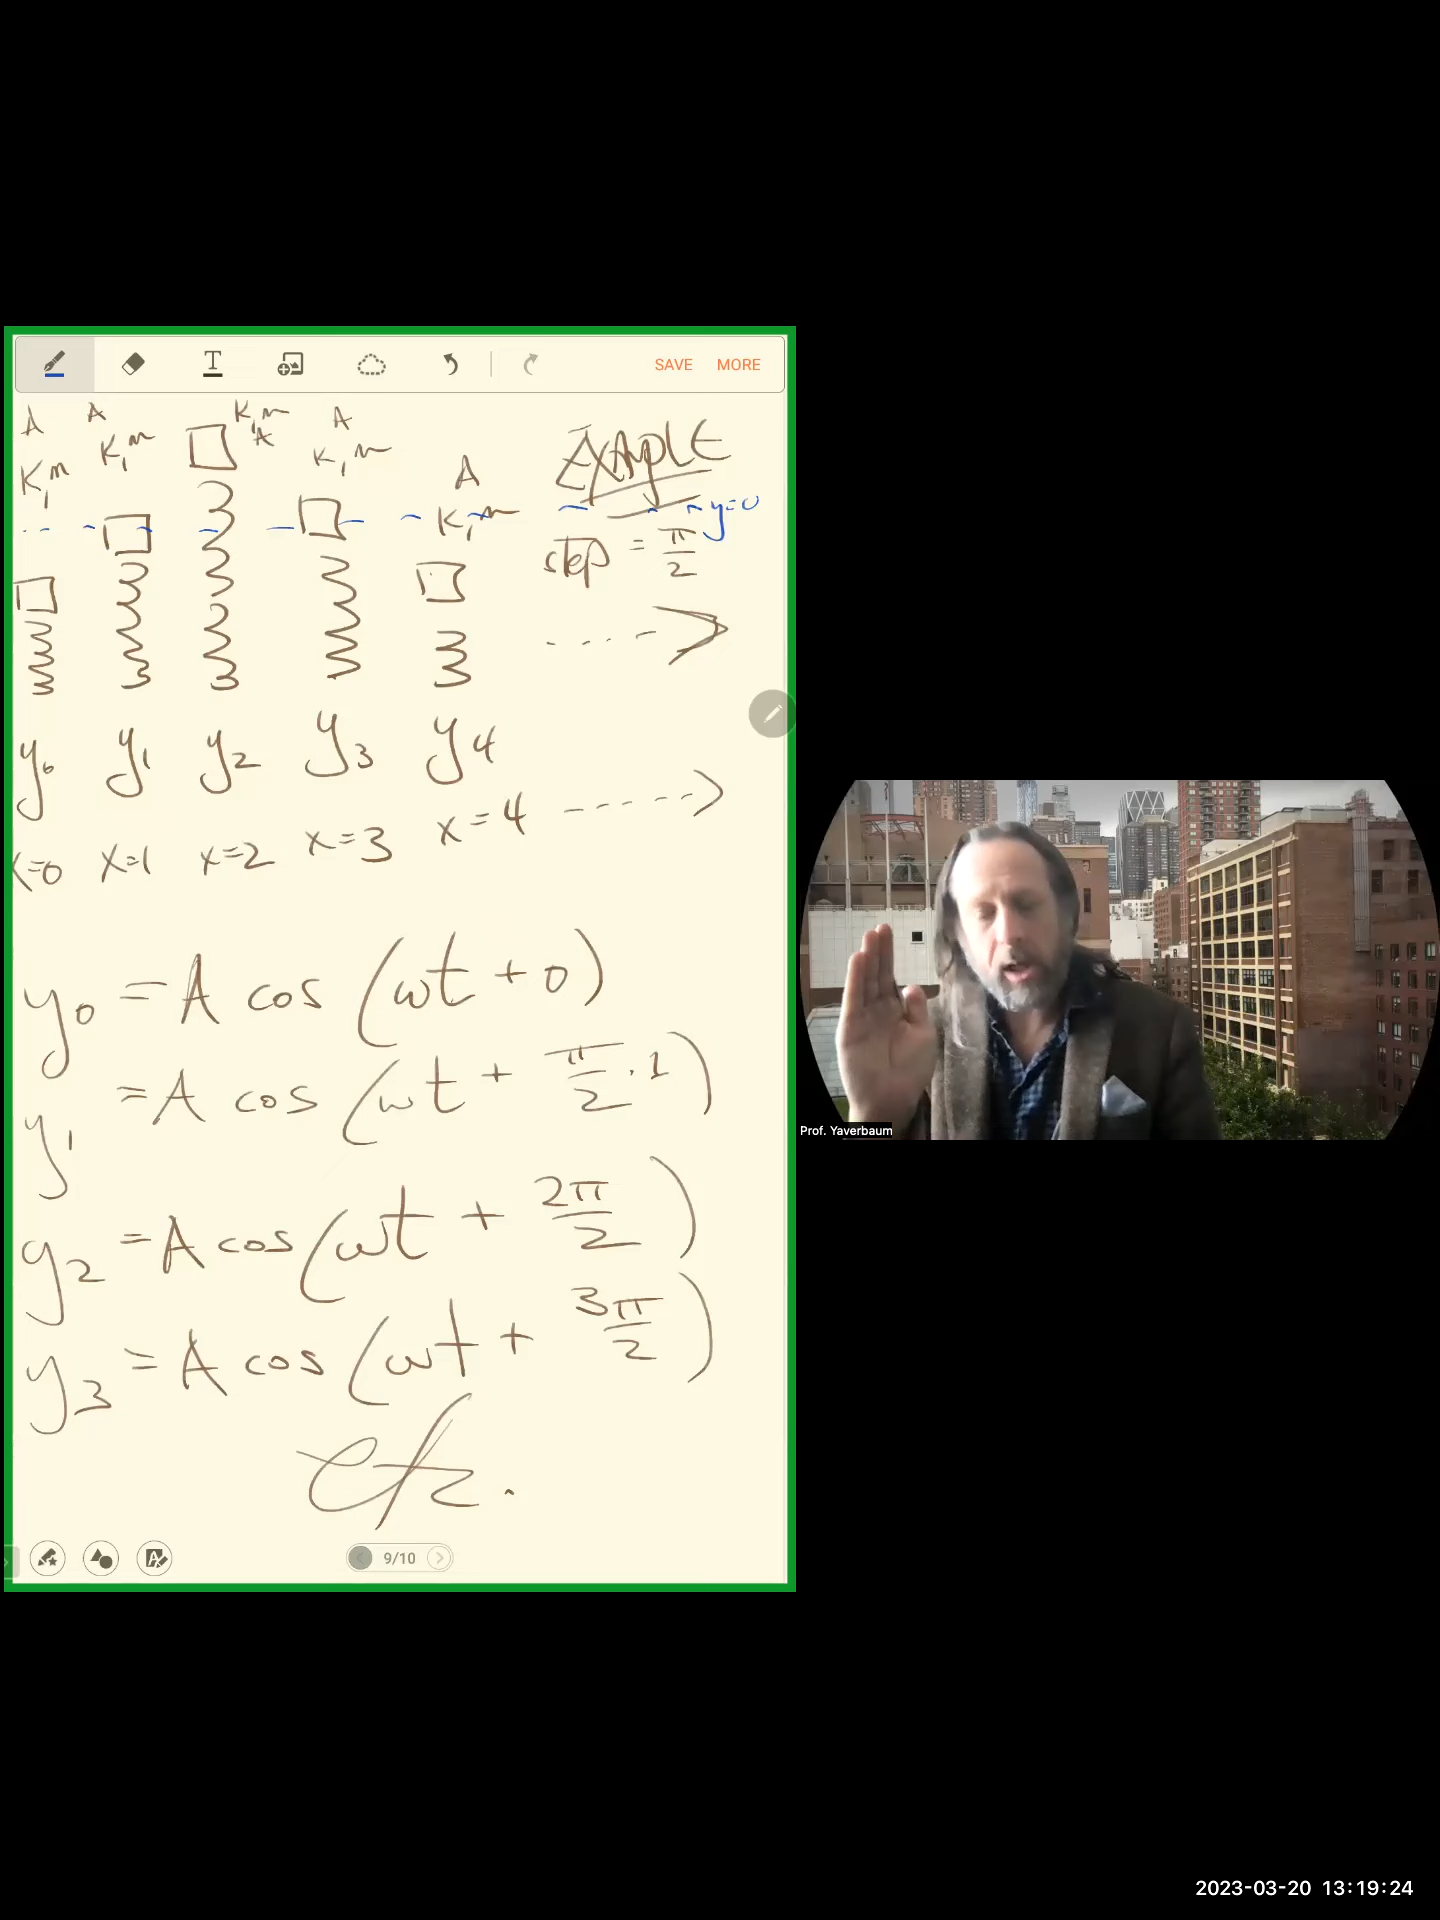 T
SAVE
MORE
A
A
K,m
A
EXAMPLE
K,m
K,m
A
K,m
A
K,m
y=0
step = π/2
y0 y1 y2 y3 y4
x=0 x=1 x=2 x=3 x=4
y0 = A cos (ωt + 0)
y1 = A cos (ωt + π/2 · 1)
y2 = A cos (ωt + 2π/2)
y3 = A cos (ωt + 3π/2)
etc.
9/10
Prof. Yaverbaum
2023-03-20 13:19:24